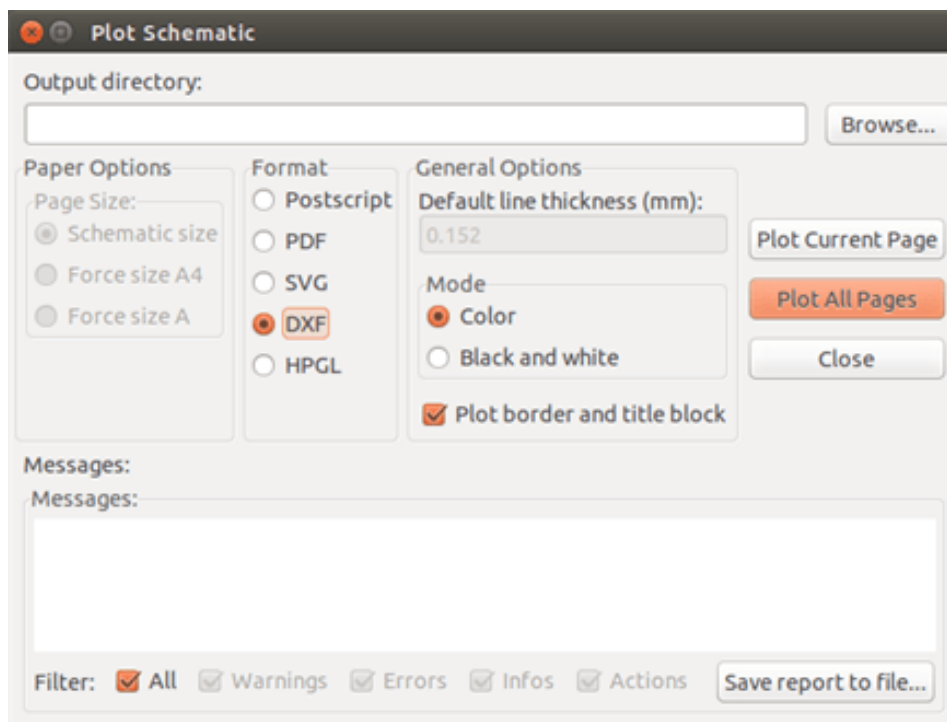 Plot Schematic
Output directory:
Browse...
Paper Options
Page Size:
Schematic size
Force size A4
Force size A
Format
Postscript
PDF
SVG
DXF
HPGL
General Options
Default line thickness (mm):
0.152
Mode
Color
Black and white
Plot border and title block
Plot Current Page
Plot All Pages
Close
Messages:
Messages:
Filter: All Warnings Errors Infos Actions Save report to file...